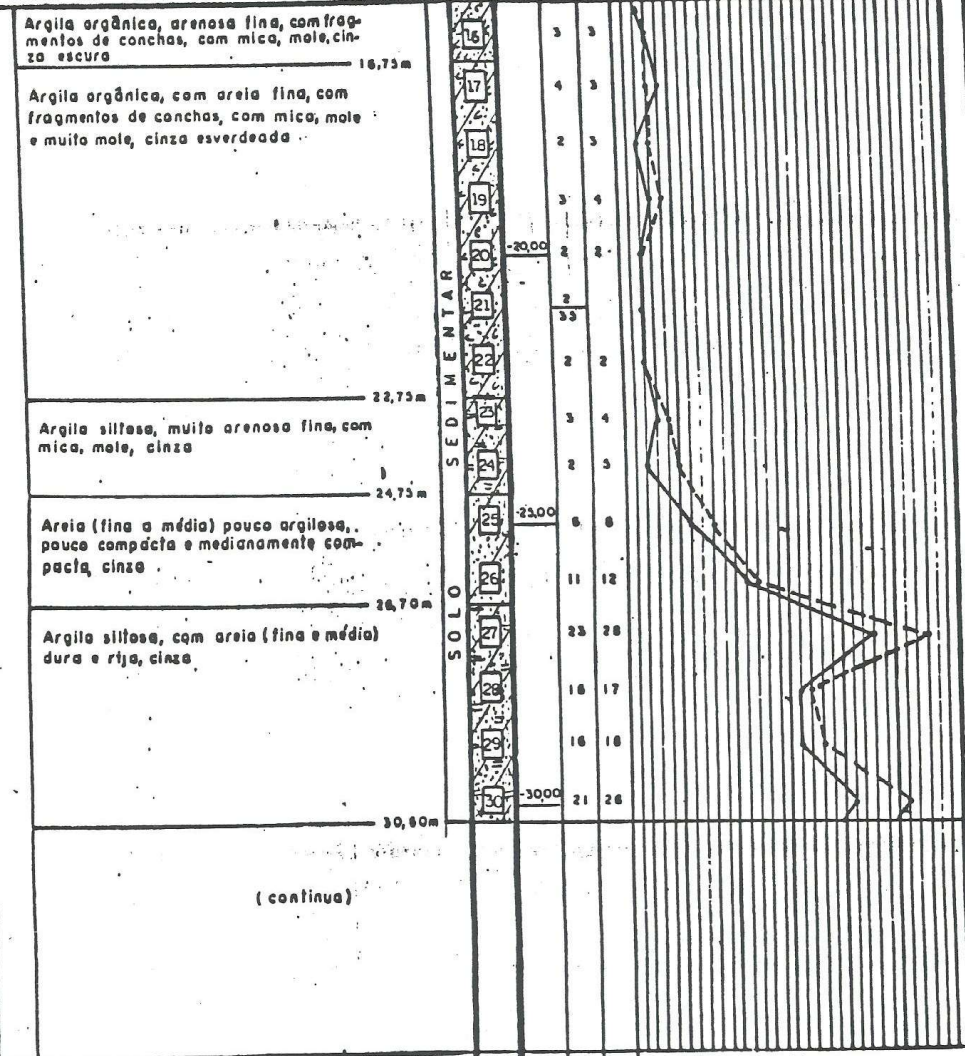 Argila orgânica, arenosa fina, com frag-
mentos de conchas, com mica, mole, cin-
za escura
16,75m
Argila orgânica, com areia fina, com
fragmentos de conchas, com mica, mole
e muito mole, cinza esverdeada
22,75m
Argila siltosa, muito arenosa fina, com
mica, mole, cinza
24,75m
Areia (fina a média) pouco argilosa,
pouco compacta e medianamente com-
pacta, cinza
26,70m
Argila siltosa, com areia (fina e média)
dura e rija, cinza
30,60m
(continua)
SOLO SEDIMENTAR
16 3 3
17 4 3
18 2 3
19 3 4
20 -20,00 2 2
21 2
33
22 2 2
23 3 4
24 2 5
25 -25,00 6 8
26 11 12
27 23 28
28 16 17
29 16 18
30 -30,00 21 26